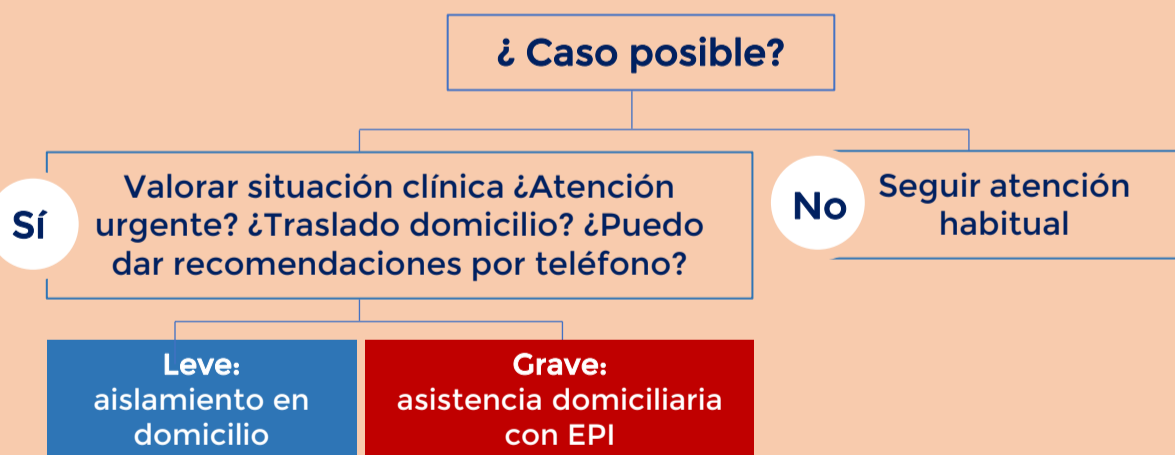 ¿ Caso posible?
Sí
Valorar situación clínica ¿Atención
urgente? ¿Traslado domicilio? ¿Puedo
dar recomendaciones por teléfono?
No
Seguir atención
habitual
Leve:
aislamiento en
domicilio
Grave:
asistencia domiciliaria
con EPI